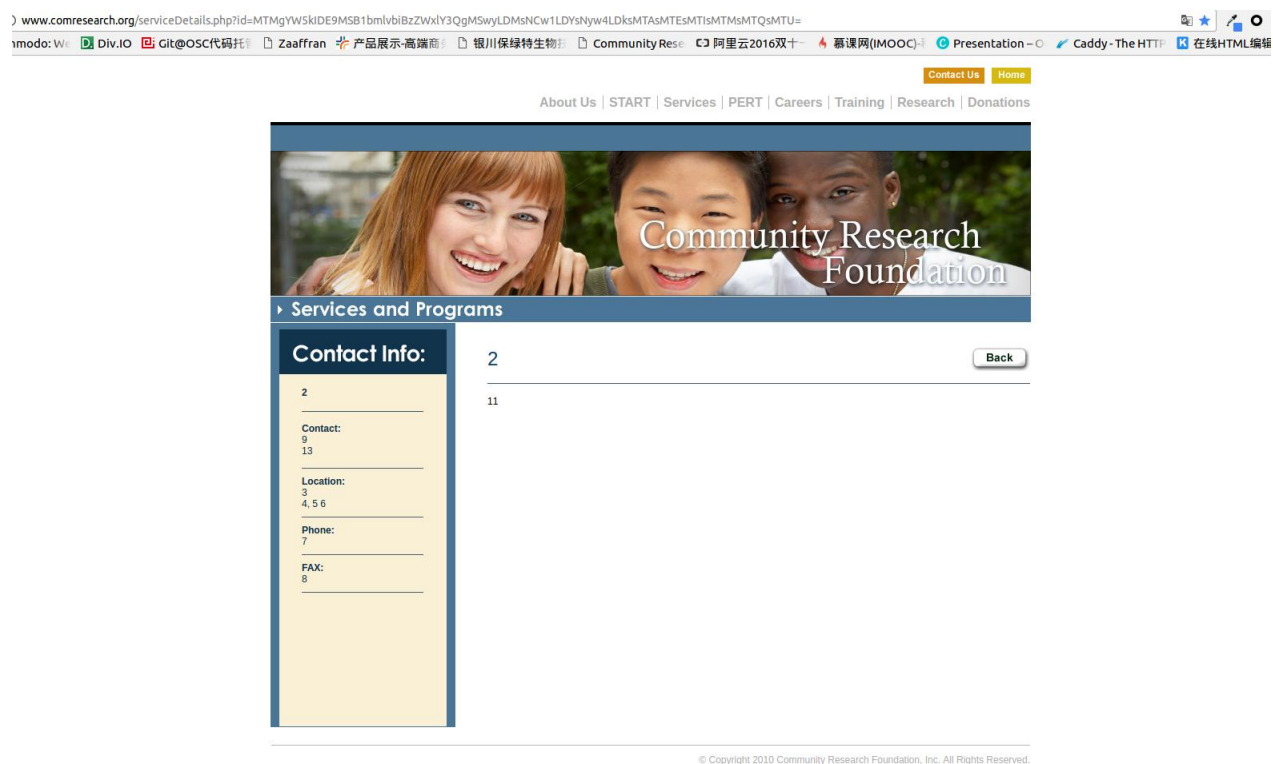 www.comresearch.org/serviceDetails.php?id=MTMgYW5kIDE9MSB1bmlvbiBzZWxlY3QgMSwyLDMsNCw1LDYsNyw4LDksMTAsMTEsMTIsMTMsMTQsMTU=
modo: We Div.IO Git@OSC代码托 Zaaffran 产品展示-高端商 银川保绿特生物 Community Rese 阿里云2016双十一 慕课网(IMOOC)- Presentation – O Caddy - The HTTP 在线HTML编辑
Contact Us Home
About Us | START | Services | PERT | Careers | Training | Research | Donations
Community Research
Foundation
Services and Programs
Contact Info:
2
Contact:
9
13
Location:
3
4, 5 6
Phone:
7
FAX:
8
2
Back
11
© Copyright 2010 Community Research Foundation, Inc. All Rights Reserved.